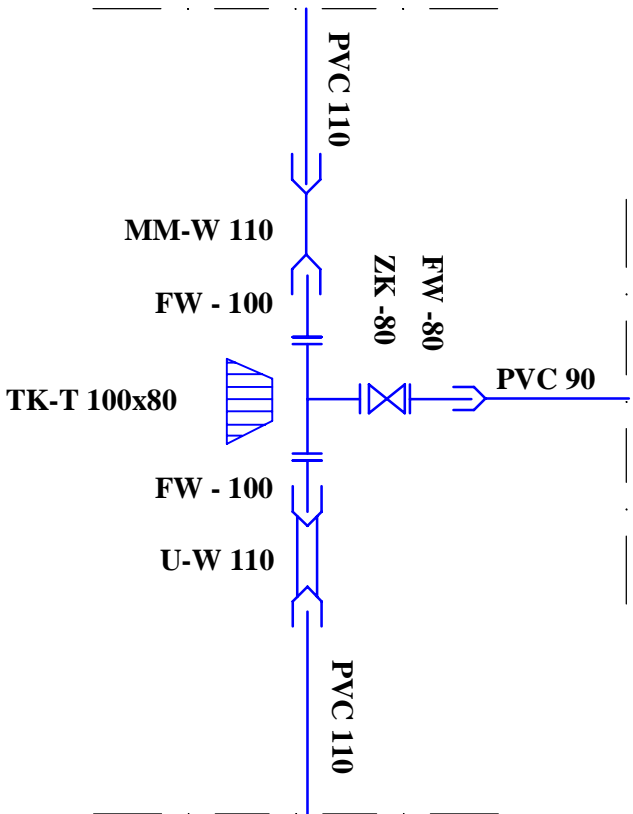 PVC 110
MM-W 110
FW - 100
ZK -80
FW -80
PVC 90
TK-T 100x80
FW - 100
U-W 110
PVC 110